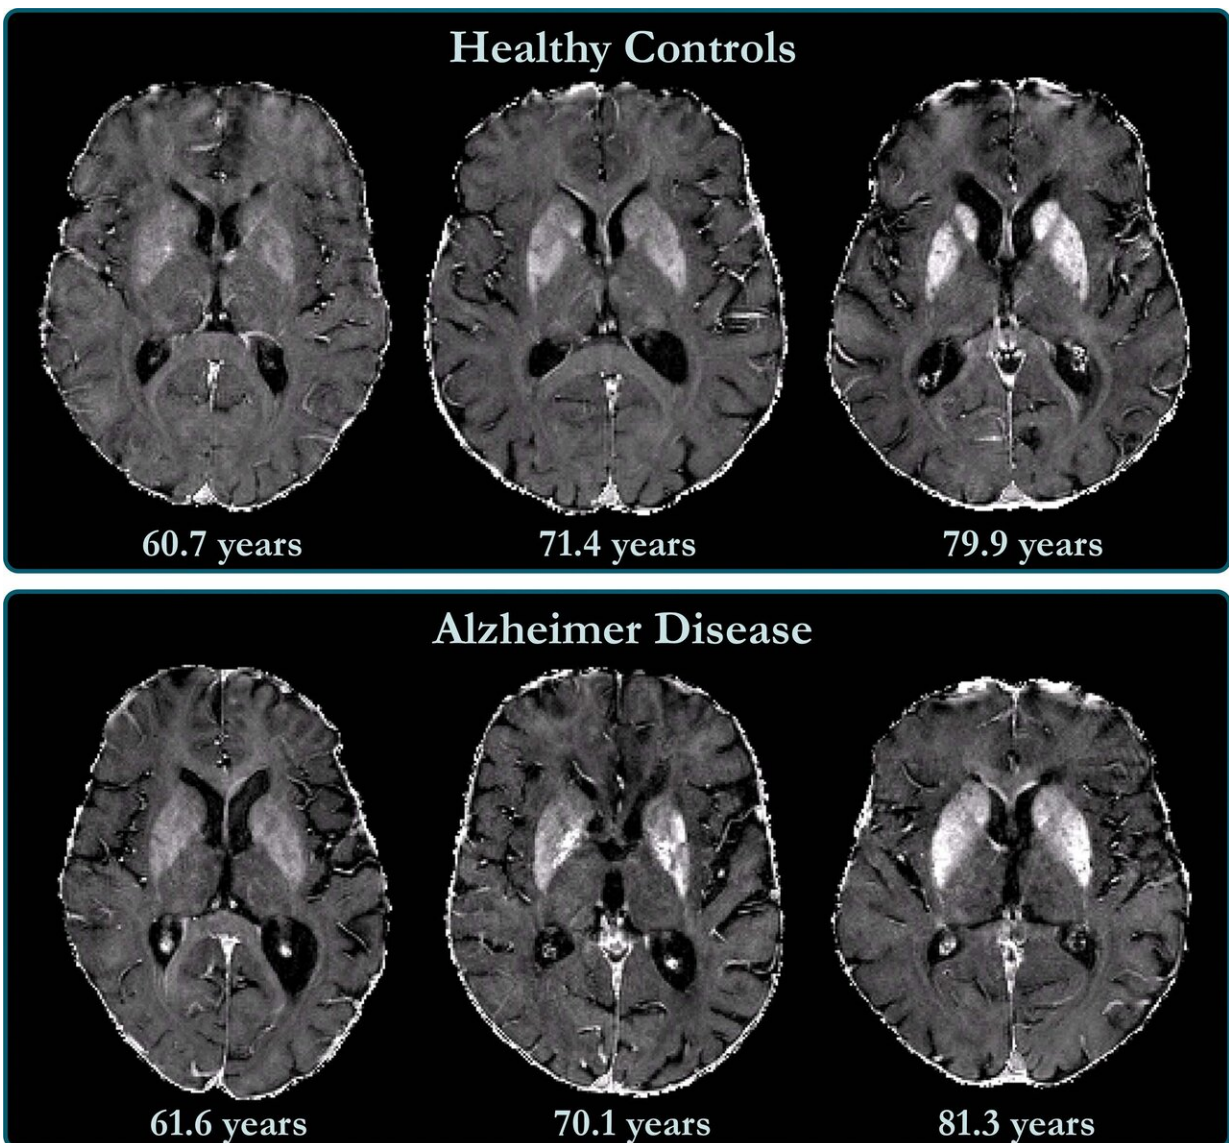 Healthy Controls
60.7 years
71.4 years
79.9 years
Alzheimer Disease
61.6 years
70.1 years
81.3 years